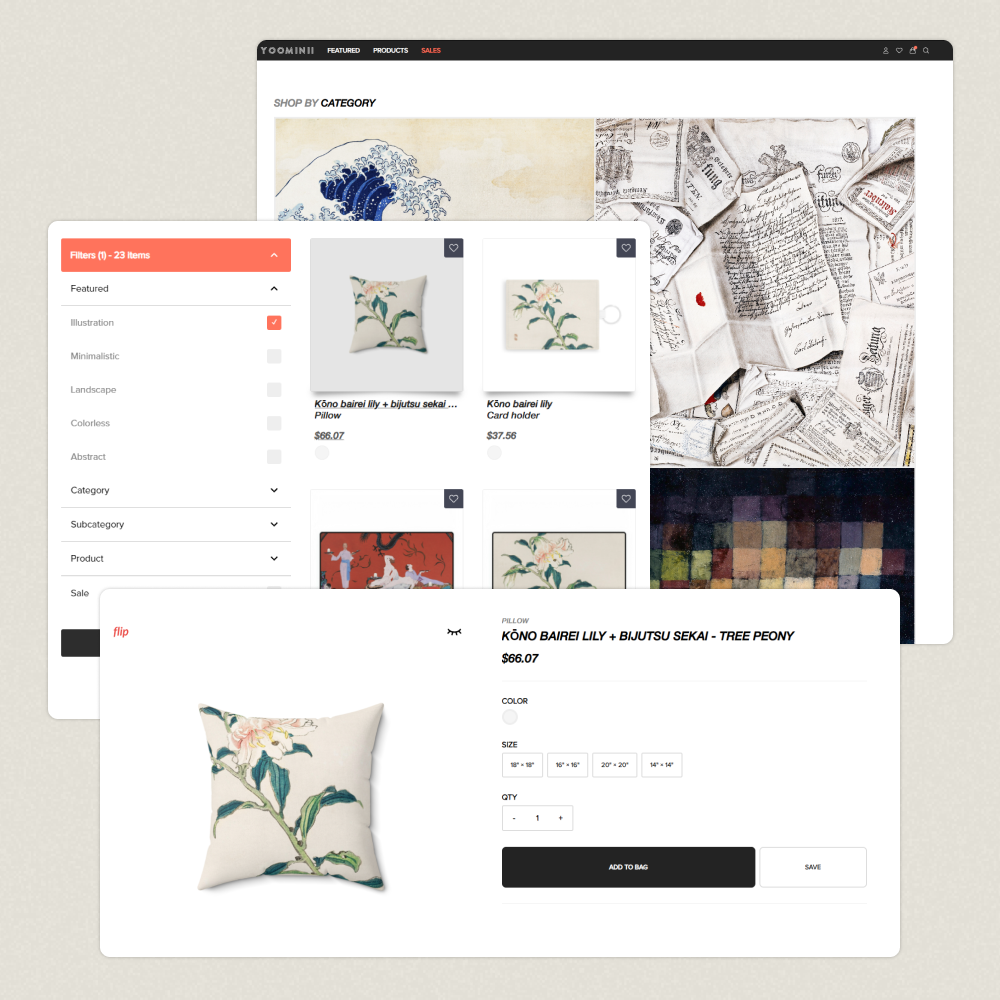 YOOMINII FEATURED PRODUCTS SALES
SHOP BY CATEGORY
Filters (1) - 23 items
Featured
Illustration
Minimalistic
Landscape
Colorless
Abstract
Category
Subcategory
Product
Sale
Kōno bairei lily + bijutsu sekai ...
Pillow
$66.07
Kōno bairei lily
Card holder
$37.56
flip
PILLOW
KŌNO BAIREI LILY + BIJUTSU SEKAI - TREE PEONY
$66.07
COLOR
SIZE
18" × 18" 16" × 16" 20" × 20" 14" × 14"
QTY
- 1 +
ADD TO BAG SAVE